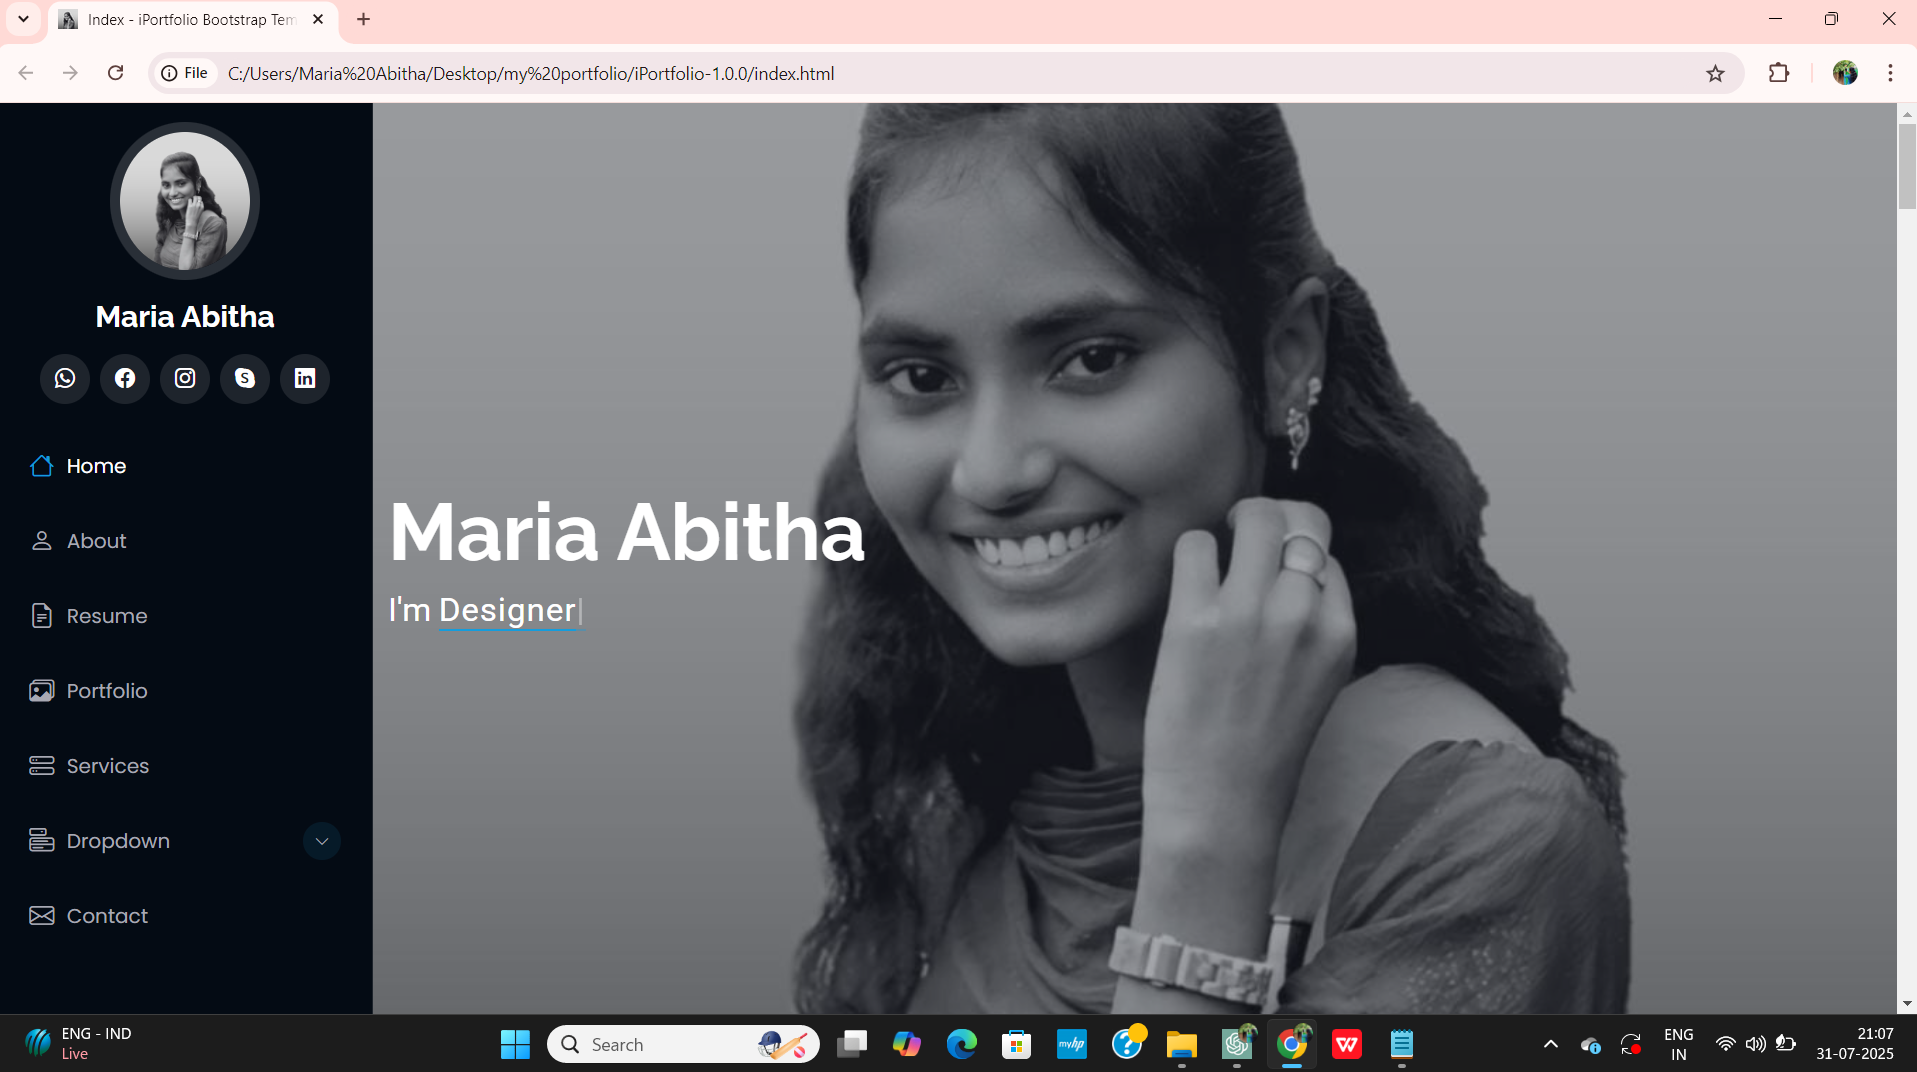 Index - iPortfolio Bootstrap Tem
File
C:/Users/Maria%20Abitha/Desktop/my%20portfolio/iPortfolio-1.0.0/index.html
Maria Abitha
Home
About
Resume
Portfolio
Services
Dropdown
Contact
Maria Abitha
I'm Designer
ENG - IND
Live
Search
myhp
ENG
IN
21:07
31-07-2025